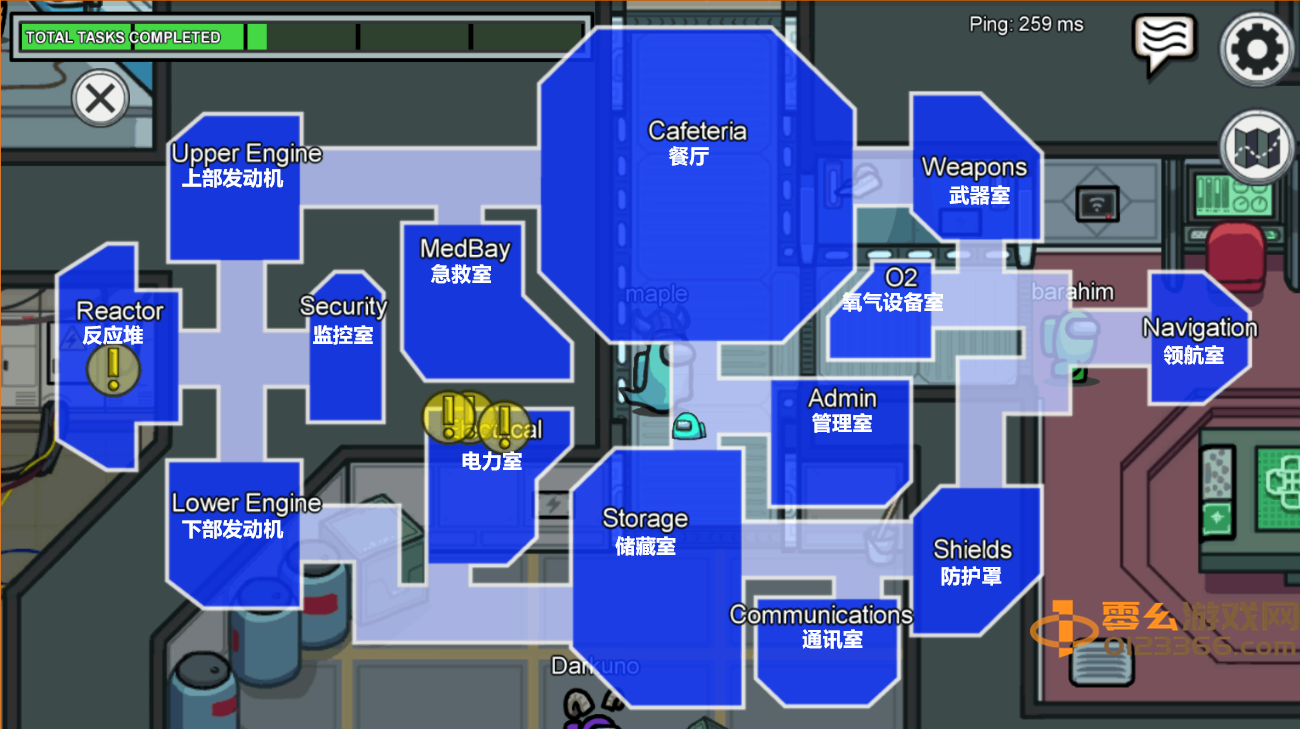 TOTAL TASKS COMPLETED
Ping: 259 ms
Cafeteria
餐厅
Upper Engine
上部发动机
Weapons
武器室
MedBay
急救室
O2
氧气设备室
maple
barahim
Reactor
反应堆
Security
监控室
Navigation
领航室
Admin
管理室
Electrical
电力室
Lower Engine
下部发动机
Storage
储藏室
Shields
防护罩
Communications
通讯室
Darkuno
零幺游戏网
0123366.com